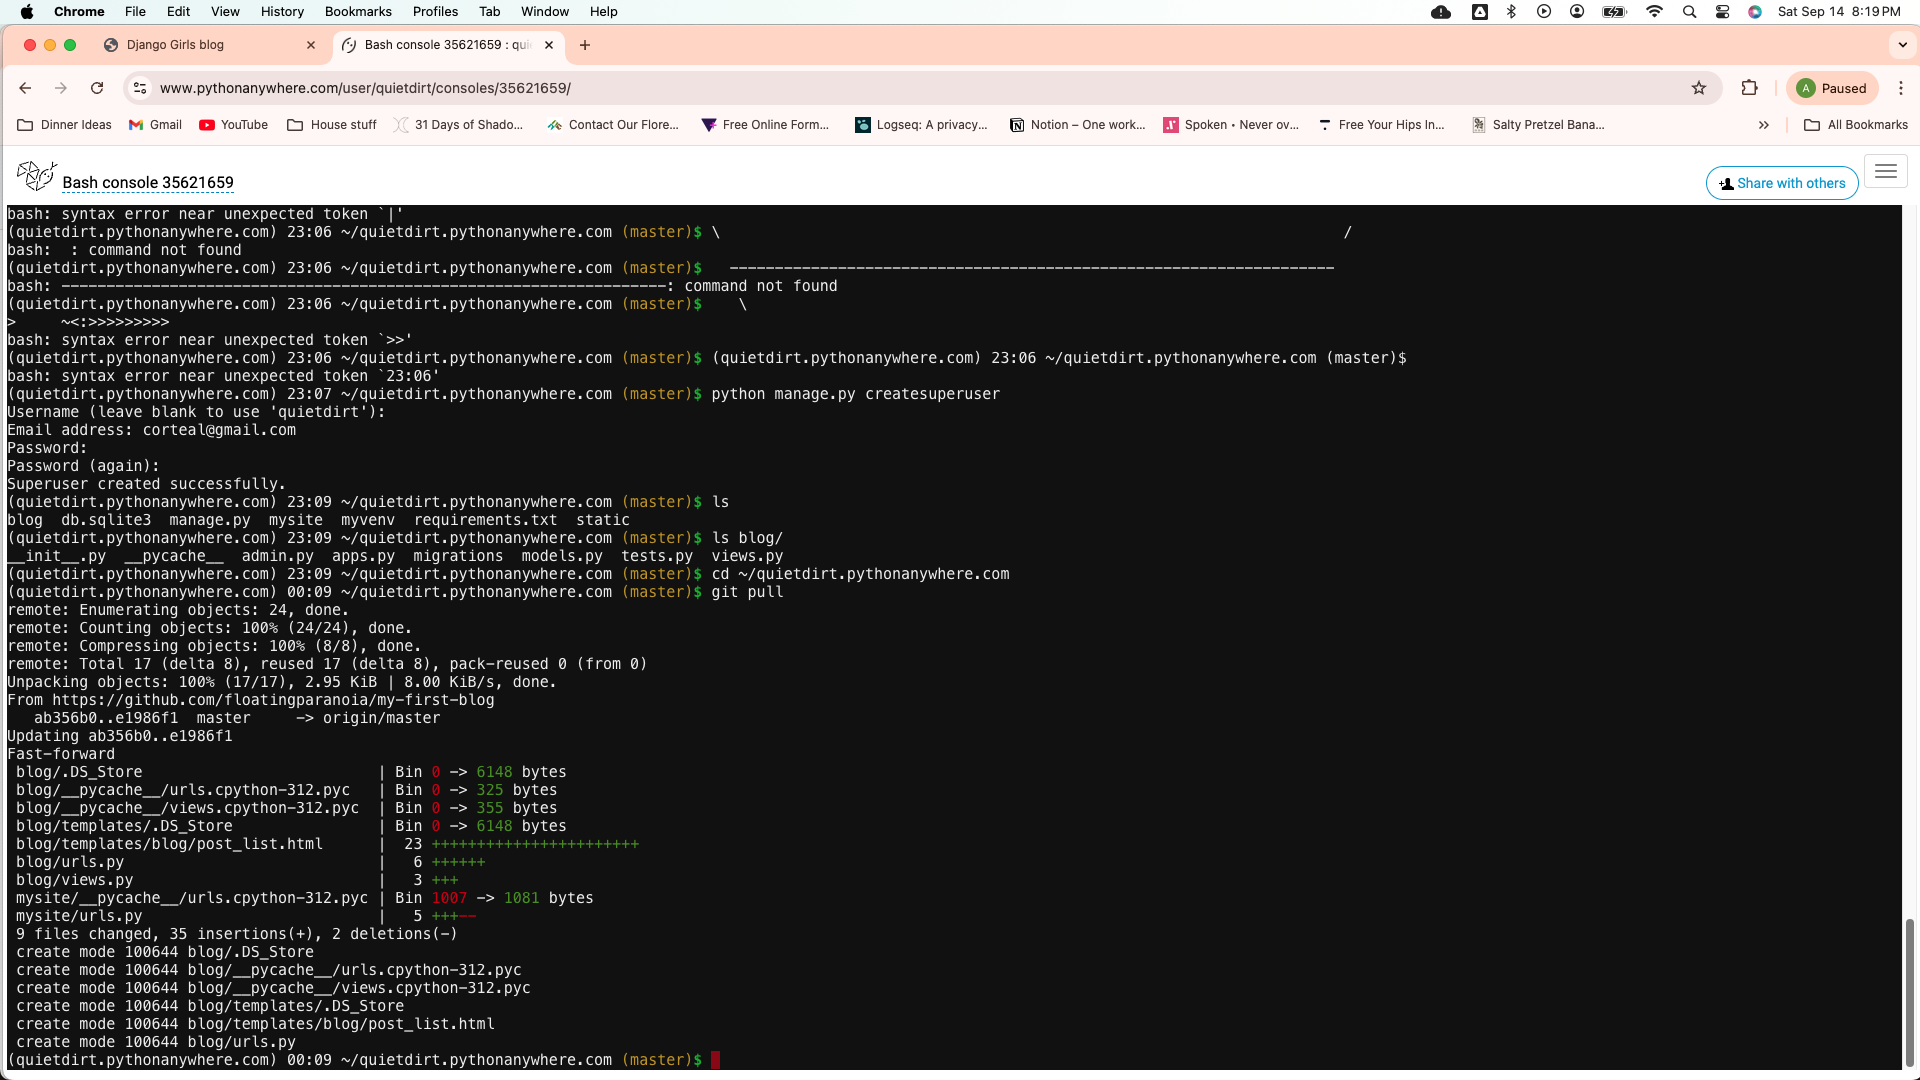 Chrome File Edit View History Bookmarks Profiles Tab Window Help Sat Sep 14 8:19 PM
Django Girls blog Bash console 35621659 : qui
www.pythonanywhere.com/user/quietdirt/consoles/35621659/ A Paused
Dinner Ideas Gmail YouTube House stuff 31 Days of Shado... Contact Our Flore... Free Online Form... Logseq: A privacy... Notion – One work... Spoken • Never ov... Free Your Hips In... Salty Pretzel Bana... » All Bookmarks
Bash console 35621659 Share with others
bash: syntax error near unexpected token `|'
(quietdirt.pythonanywhere.com) 23:06 ~/quietdirt.pythonanywhere.com (master)$ \ /
bash:  : command not found
(quietdirt.pythonanywhere.com) 23:06 ~/quietdirt.pythonanywhere.com (master)$   -------------------------------------------------------------------
bash: -------------------------------------------------------------------: command not found
(quietdirt.pythonanywhere.com) 23:06 ~/quietdirt.pythonanywhere.com (master)$    \
>     ~<:>>>>>>>>>
bash: syntax error near unexpected token `>>'
(quietdirt.pythonanywhere.com) 23:06 ~/quietdirt.pythonanywhere.com (master)$ (quietdirt.pythonanywhere.com) 23:06 ~/quietdirt.pythonanywhere.com (master)$
bash: syntax error near unexpected token `23:06'
(quietdirt.pythonanywhere.com) 23:07 ~/quietdirt.pythonanywhere.com (master)$ python manage.py createsuperuser
Username (leave blank to use 'quietdirt'):
Email address: corteal@gmail.com
Password:
Password (again):
Superuser created successfully.
(quietdirt.pythonanywhere.com) 23:09 ~/quietdirt.pythonanywhere.com (master)$ ls
blog  db.sqlite3  manage.py  mysite  myvenv  requirements.txt  static
(quietdirt.pythonanywhere.com) 23:09 ~/quietdirt.pythonanywhere.com (master)$ ls blog/
__init__.py  __pycache__  admin.py  apps.py  migrations  models.py  tests.py  views.py
(quietdirt.pythonanywhere.com) 23:09 ~/quietdirt.pythonanywhere.com (master)$ cd ~/quietdirt.pythonanywhere.com
(quietdirt.pythonanywhere.com) 00:09 ~/quietdirt.pythonanywhere.com (master)$ git pull
remote: Enumerating objects: 24, done.
remote: Counting objects: 100% (24/24), done.
remote: Compressing objects: 100% (8/8), done.
remote: Total 17 (delta 8), reused 17 (delta 8), pack-reused 0 (from 0)
Unpacking objects: 100% (17/17), 2.95 KiB | 8.00 KiB/s, done.
From https://github.com/floatingparanoia/my-first-blog
   ab356b0..e1986f1  master     -> origin/master
Updating ab356b0..e1986f1
Fast-forward
 blog/.DS_Store                          | Bin 0 -> 6148 bytes
 blog/__pycache__/urls.cpython-312.pyc   | Bin 0 -> 325 bytes
 blog/__pycache__/views.cpython-312.pyc  | Bin 0 -> 355 bytes
 blog/templates/.DS_Store                | Bin 0 -> 6148 bytes
 blog/templates/blog/post_list.html      |  23 +++++++++++++++++++++++
 blog/urls.py                            |   6 ++++++
 blog/views.py                           |   3 +++
 mysite/__pycache__/urls.cpython-312.pyc | Bin 1007 -> 1081 bytes
 mysite/urls.py                          |   5 +++--
 9 files changed, 35 insertions(+), 2 deletions(-)
 create mode 100644 blog/.DS_Store
 create mode 100644 blog/__pycache__/urls.cpython-312.pyc
 create mode 100644 blog/__pycache__/views.cpython-312.pyc
 create mode 100644 blog/templates/.DS_Store
 create mode 100644 blog/templates/blog/post_list.html
 create mode 100644 blog/urls.py
(quietdirt.pythonanywhere.com) 00:09 ~/quietdirt.pythonanywhere.com (master)$